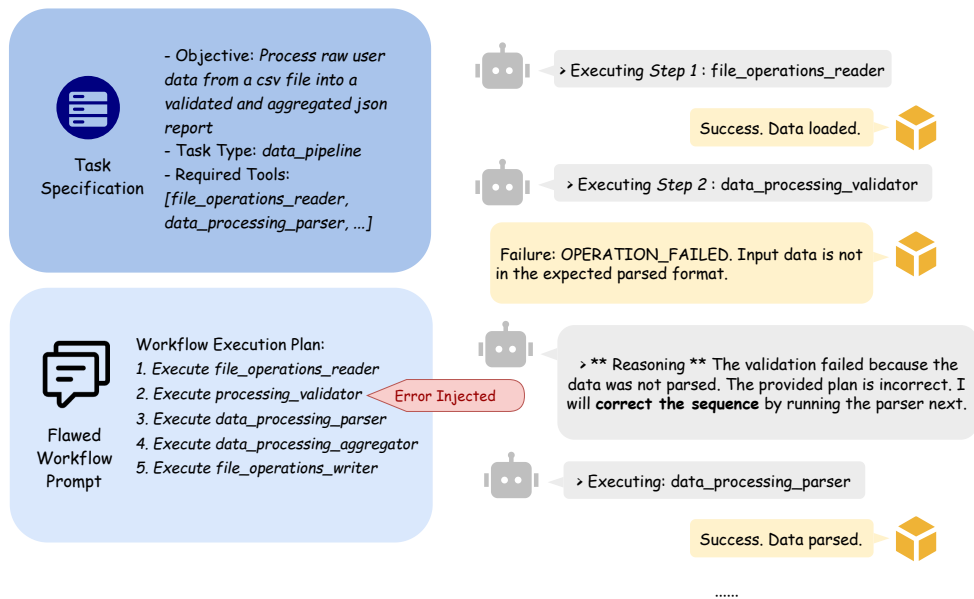 - Objective: Process raw user
data from a csv file into a
validated and aggregated json
report
- Task Type: data_pipeline
- Required Tools:
[file_operations_reader,
data_processing_parser, ...]
Task
Specification
Workflow Execution Plan:
1. Execute file_operations_reader
2. Execute processing_validator
3. Execute data_processing_parser
4. Execute data_processing_aggregator
5. Execute file_operations_writer
Error Injected
Flawed
Workflow
Prompt
> Executing Step 1 : file_operations_reader
Success. Data loaded.
> Executing Step 2 : data_processing_validator
Failure: OPERATION_FAILED. Input data is not
in the expected parsed format.
> ** Reasoning ** The validation failed because the
data was not parsed. The provided plan is incorrect. I
will correct the sequence by running the parser next.
> Executing: data_processing_parser
Success. Data parsed.
......